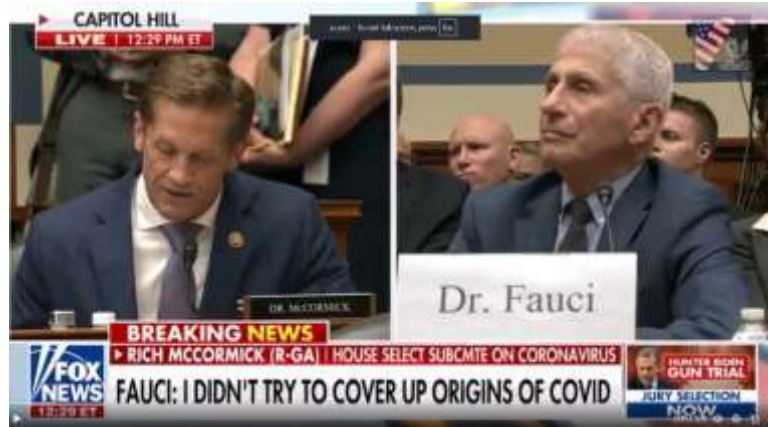 CAPITOL HILL
LIVE | 12:29 PM ET
DR. McCORMICK
Dr. Fauci
BREAKING NEWS
RICH McCORMICK (R-GA) | HOUSE SELECT SUBCMTE ON CORONAVIRUS
FOX
NEWS
12:29 ET
FAUCI: I DIDN'T TRY TO COVER UP ORIGINS OF COVID
HUNTER BIDEN
GUN TRIAL
JURY SELECTION
NOW